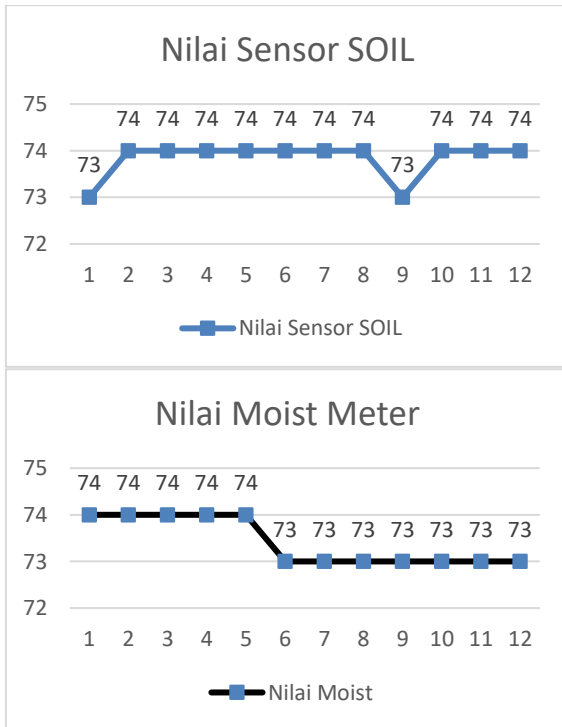 Nilai Sensor SOIL
75
74 74 74 74 74 74 74 74 74 74
74
73 73
73
72
1 2 3 4 5 6 7 8 9 10 11 12
Nilai Sensor SOIL
Nilai Moist Meter
75
74 74 74 74 74
74
73 73 73 73 73 73 73
73
72
1 2 3 4 5 6 7 8 9 10 11 12
Nilai Moist